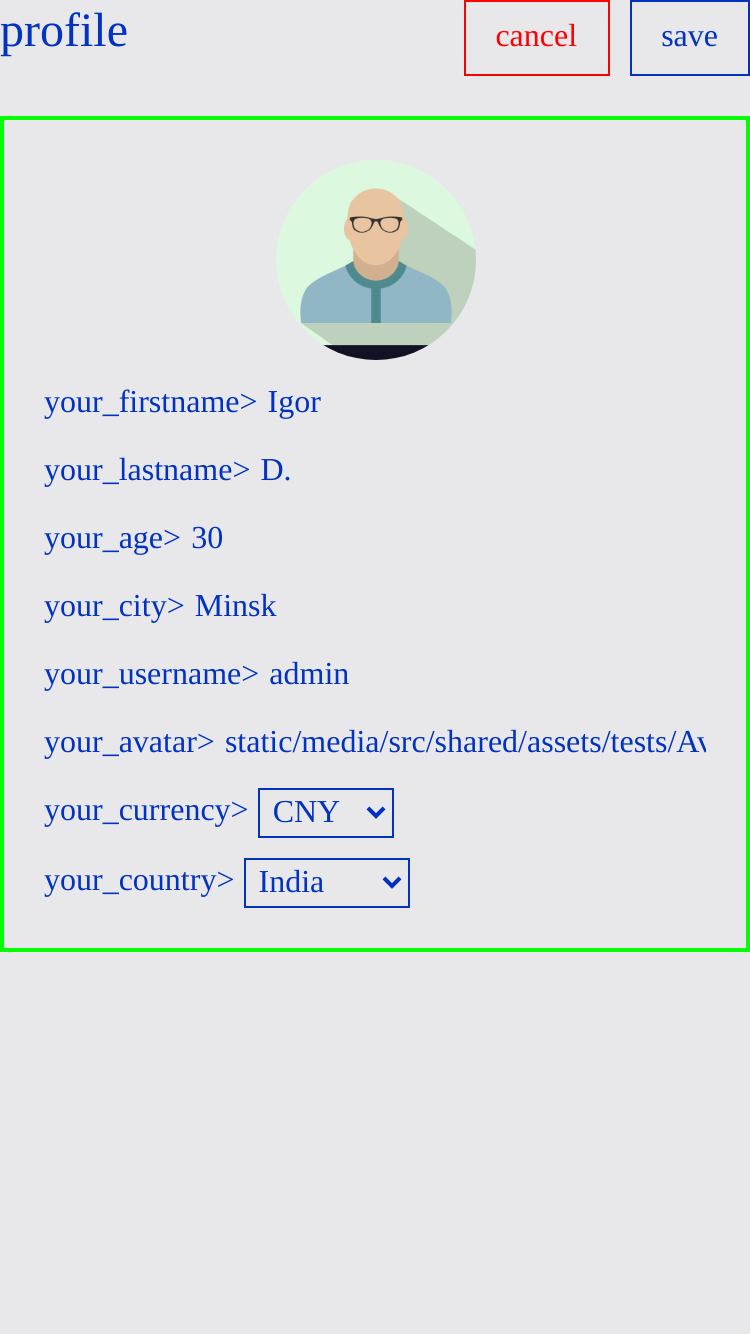 profile
cancel
save
your_firstname> Igor
your_lastname> D.
your_age> 30
your_city> Minsk
your_username> admin
your_avatar> static/media/src/shared/assets/tests/Av
your_currency> CNY
your_country> India